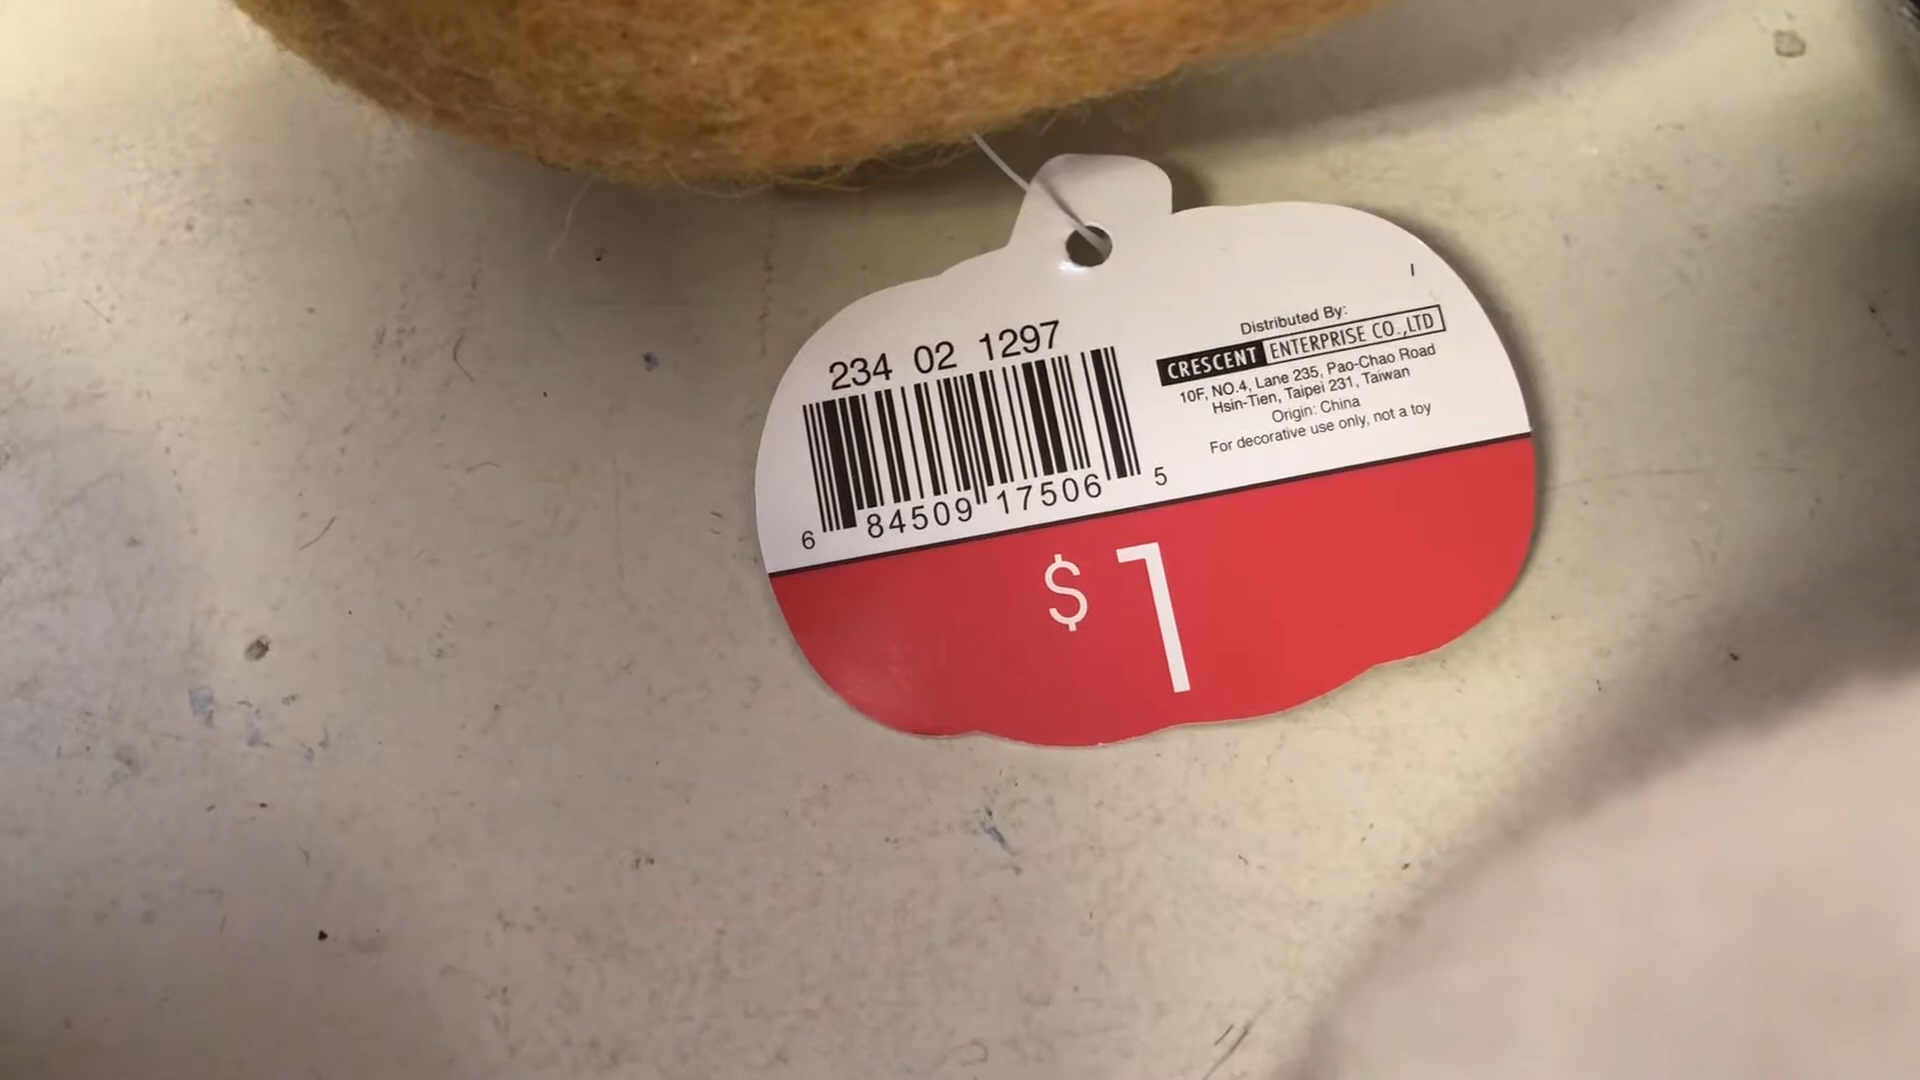 234 02 1297
6 84509 17506 5
Distributed By:
CRESCENT ENTERPRISE CO.,LTD
10F, NO.4, Lane 235, Pao-Chao Road
Hsin-Tien, Taipei 231, Taiwan
Origin: China
For decorative use only, not a toy
$1